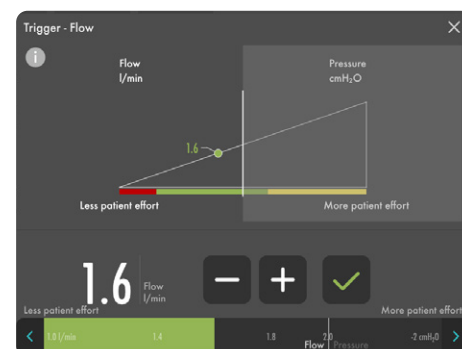 Trigger - Flow
i
Flow
l/min
Pressure
cmH₂O
1.6
Less patient effort
More patient effort
1.6
Flow
l/min
Less patient effort
More patient effort
1.0 l/min
1.4
1.8
2.0
-2 cmH₂0
Flow
Pressure